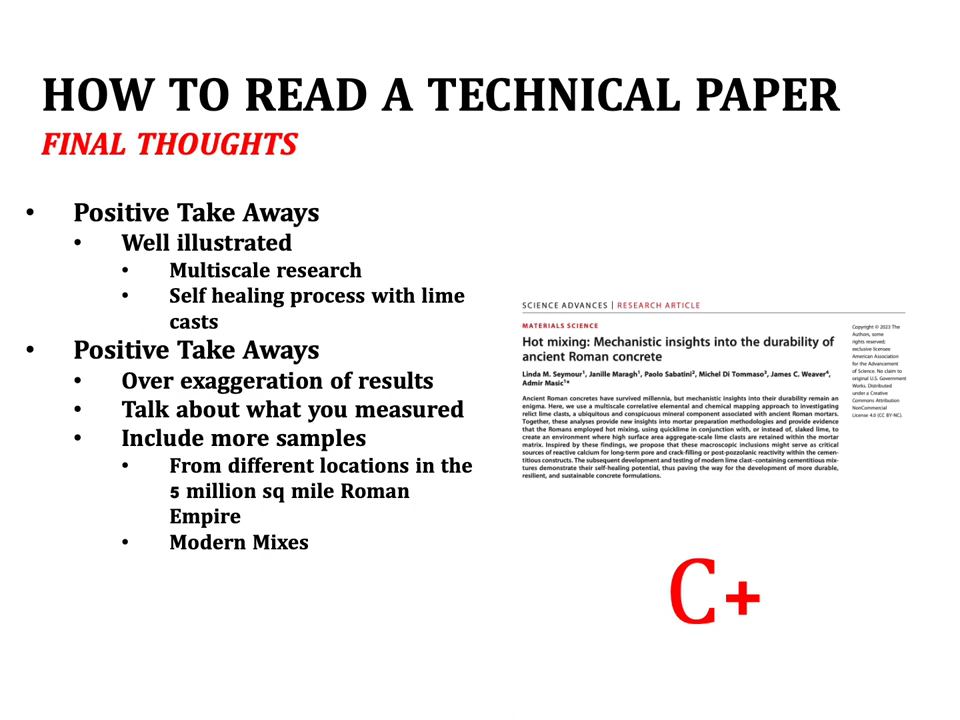 HOW TO READ A TECHNICAL PAPER
FINAL THOUGHTS
• Positive Take Aways
• Well illustrated
• Multiscale research
• Self healing process with lime
casts
• Positive Take Aways
• Over exaggeration of results
• Talk about what you measured
• Include more samples
• From different locations in the
5 million sq mile Roman
Empire
• Modern Mixes
SCIENCE ADVANCES | RESEARCH ARTICLE
MATERIALS SCIENCE
Hot mixing: Mechanistic insights into the durability of
ancient Roman concrete
Linda M. Seymour¹, Janille Maragh¹, Paolo Sabatini², Michel Di Tommaso³, James C. Weaver⁴,
Admir Masic¹*
Ancient Roman concretes have survived millennia, but mechanistic insights into their durability remain an
enigma. Here, we use a multiscale correlative elemental and chemical mapping approach to investigating
relict lime clasts, a ubiquitous and conspicuous mineral component associated with ancient Roman mortars.
Together, these analyses provide new insights into mortar preparation methodologies and provide evidence
that the Romans employed hot mixing, using quicklime in conjunction with, or instead of, slaked lime, to
create an environment where high surface area aggregate-scale lime clasts are retained within the mortar
matrix. Inspired by these findings, we propose that these macroscopic inclusions might serve as critical
sources of reactive calcium for long-term pore and crack-filling or post-pozzolanic reactivity within the cemen-
titious constructs. The subsequent development and testing of modern lime clast–containing cementitious mix-
tures demonstrate their self-healing potential, thus paving the way for the development of more durable,
resilient, and sustainable concrete formulations.
Copyright © 2023 The
Authors, some
rights reserved;
exclusive licensee
American Association
for the Advancement
of Science. No claim to
original U.S. Government
Works. Distributed
under a Creative
Commons Attribution
NonCommercial
License 4.0 (CC BY-NC).
C+